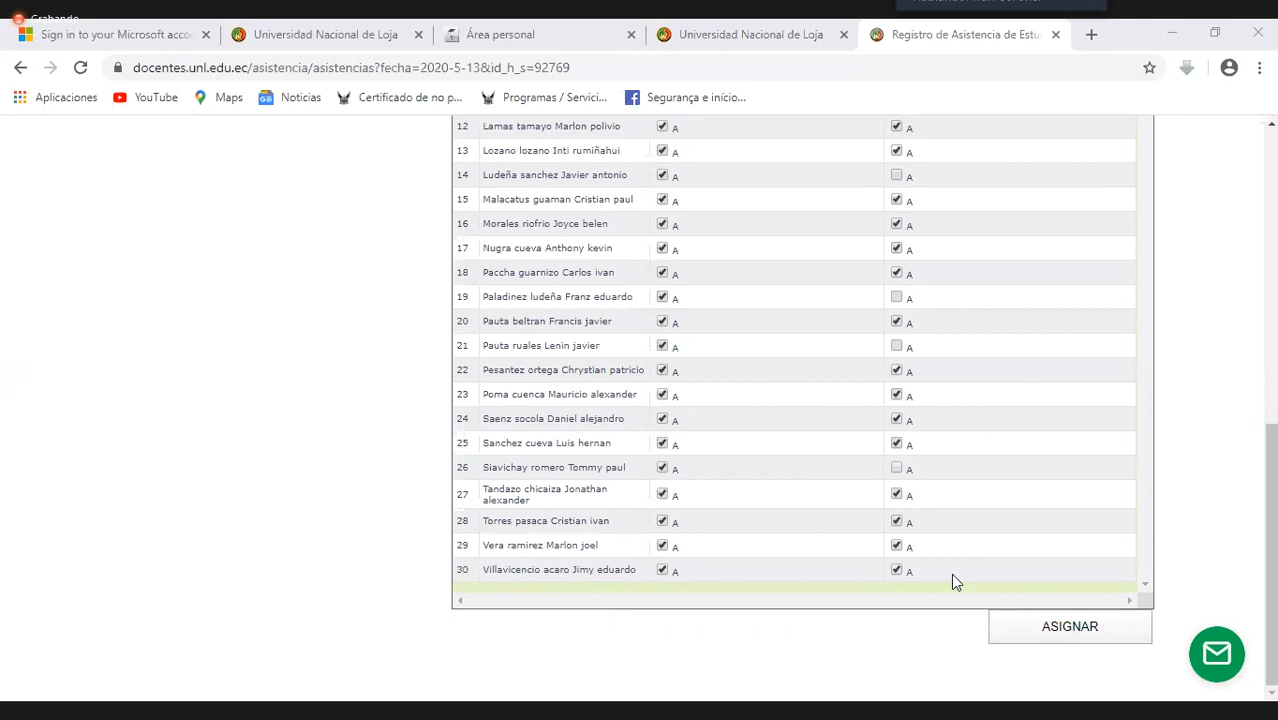 Grabando
Sign in to your Microsoft acco
Universidad Nacional de Loja
Área personal
Universidad Nacional de Loja
Registro de Asistencia de Estu
docentes.unl.edu.ec/asistencia/asistencias?fecha=2020-5-13&id_h_s=92769
Aplicaciones
YouTube
Maps
Noticias
Certificado de no p...
Programas / Servici...
Segurança e início...
12 Lamas tamayo Marlon polivio A A
13 Lozano lozano Inti rumiñahui A A
14 Ludeña sanchez Javier antonio A A
15 Malacatus guaman Cristian paul A A
16 Morales riofrio Joyce belen A A
17 Nugra cueva Anthony kevin A A
18 Paccha guarnizo Carlos ivan A A
19 Paladinez ludeña Franz eduardo A A
20 Pauta beltran Francis javier A A
21 Pauta ruales Lenin javier A A
22 Pesantez ortega Chrystian patricio A A
23 Poma cuenca Mauricio alexander A A
24 Saenz socola Daniel alejandro A A
25 Sanchez cueva Luis hernan A A
26 Siavichay romero Tommy paul A A
27 Tandazo chicaiza Jonathan
alexander A A
28 Torres pasaca Cristian ivan A A
29 Vera ramirez Marlon joel A A
30 Villavicencio acaro Jimy eduardo A A
ASIGNAR